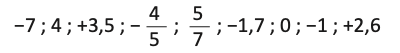 −7 ; 4 ; +3,5 ; − 4/5 ; 5/7 ; −1,7 ; 0 ; −1 ; +2,6